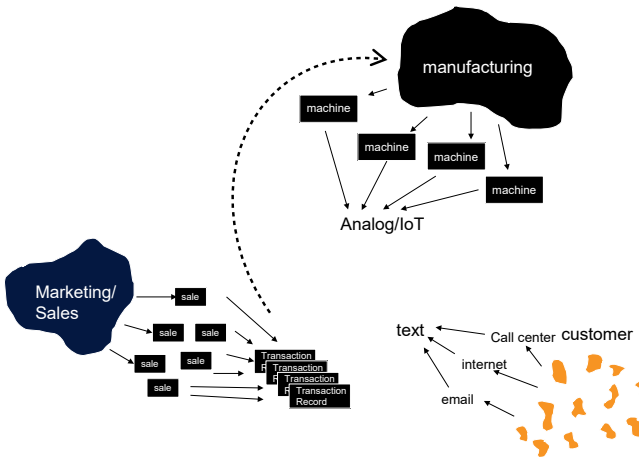 manufacturing
machine
machine
machine
machine
Analog/IoT
Marketing/
Sales
sale
sale
sale
sale
sale
sale
Transaction
R
Transaction
R
Transaction
R
Transaction
Record
text
Call center
customer
internet
email